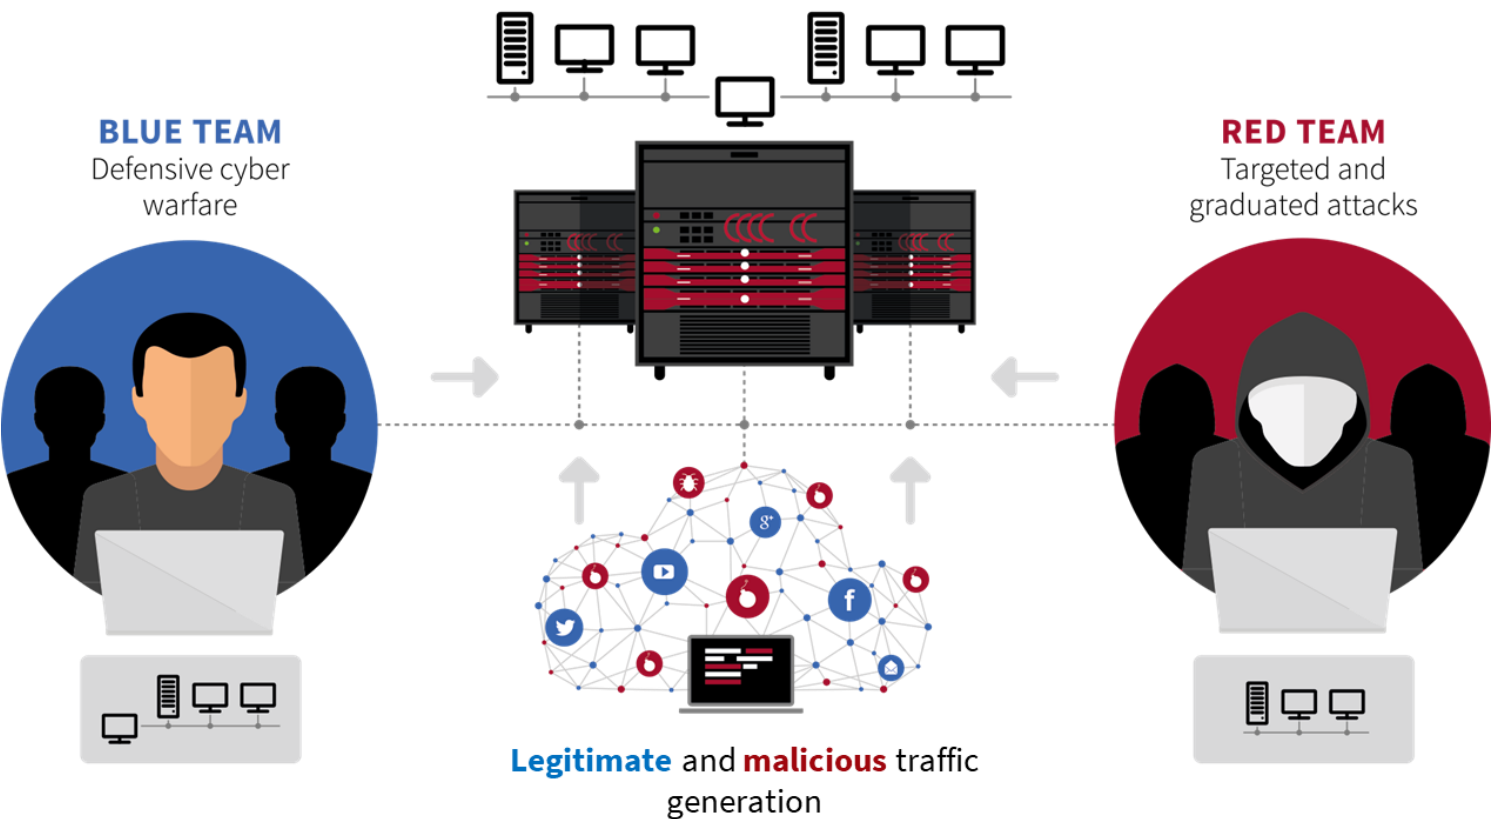 BLUE TEAM
Defensive cyber
warfare
RED TEAM
Targeted and
graduated attacks
g+
f
Legitimate and malicious traffic
generation